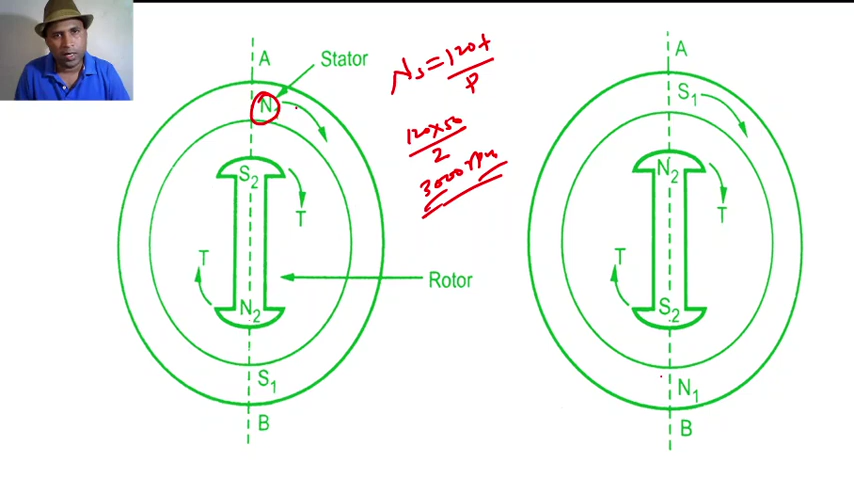 A
Stator
N
S₂
T
T
Rotor
N₂
S₁
B
Ns = 120f
P
120×50
2
3000 rpm
A
S₁
N₂
T
T
S₂
N₁
B